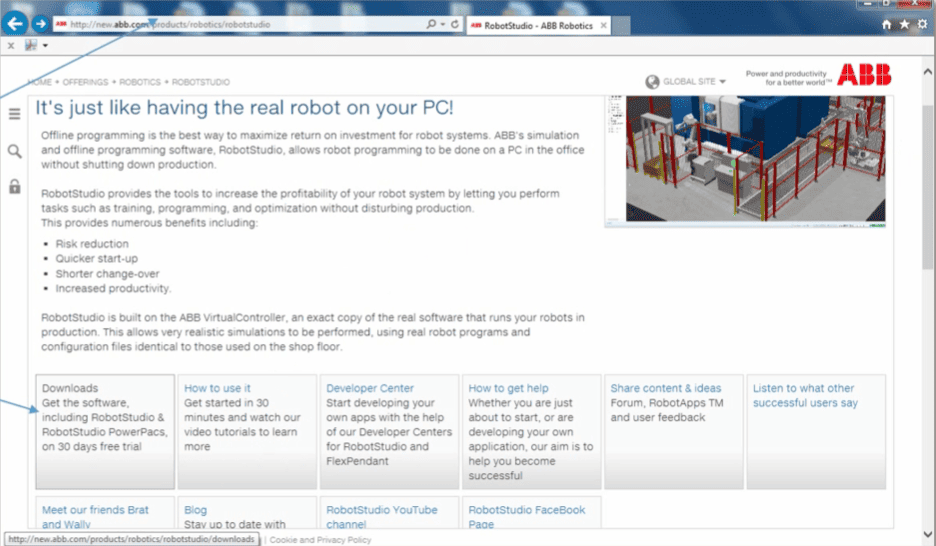 http://new.abb.com/products/robotics/robotstudio
RobotStudio - ABB Robotics
HOME + OFFERINGS + ROBOTICS + ROBOTSTUDIO
GLOBAL SITE
Power and productivity
for a better world™
ABB
It's just like having the real robot on your PC!
Offline programming is the best way to maximize return on investment for robot systems. ABB's simulation
and offline programming software, RobotStudio, allows robot programming to be done on a PC in the office
without shutting down production.
RobotStudio provides the tools to increase the profitability of your robot system by letting you perform
tasks such as training, programming, and optimization without disturbing production.
This provides numerous benefits including:
• Risk reduction
• Quicker start-up
• Shorter change-over
• Increased productivity.
RobotStudio is built on the ABB VirtualController, an exact copy of the real software that runs your robots in
production. This allows very realistic simulations to be performed, using real robot programs and
configuration files identical to those used on the shop floor.
Downloads
Get the software,
including RobotStudio &
RobotStudio PowerPacs,
on 30 days free trial
How to use it
Get started in 30
minutes and watch our
video tutorials to learn
more
Developer Center
Start developing your
own apps with the help
of our Developer Centers
for RobotStudio and
FlexPendant
How to get help
Whether you are just
about to start, or are
developing your own
application, our aim is to
help you become
successful
Share content & ideas
Forum, RobotApps TM
and user feedback
Listen to what other
successful users say
Meet our friends Brat
and Wally
Blog
Stay up to date with
RobotStudio YouTube
channel
RobotStudio FaceBook
Page
http://new.abb.com/products/robotics/robotstudio/downloads
| Cookie and Privacy Policy